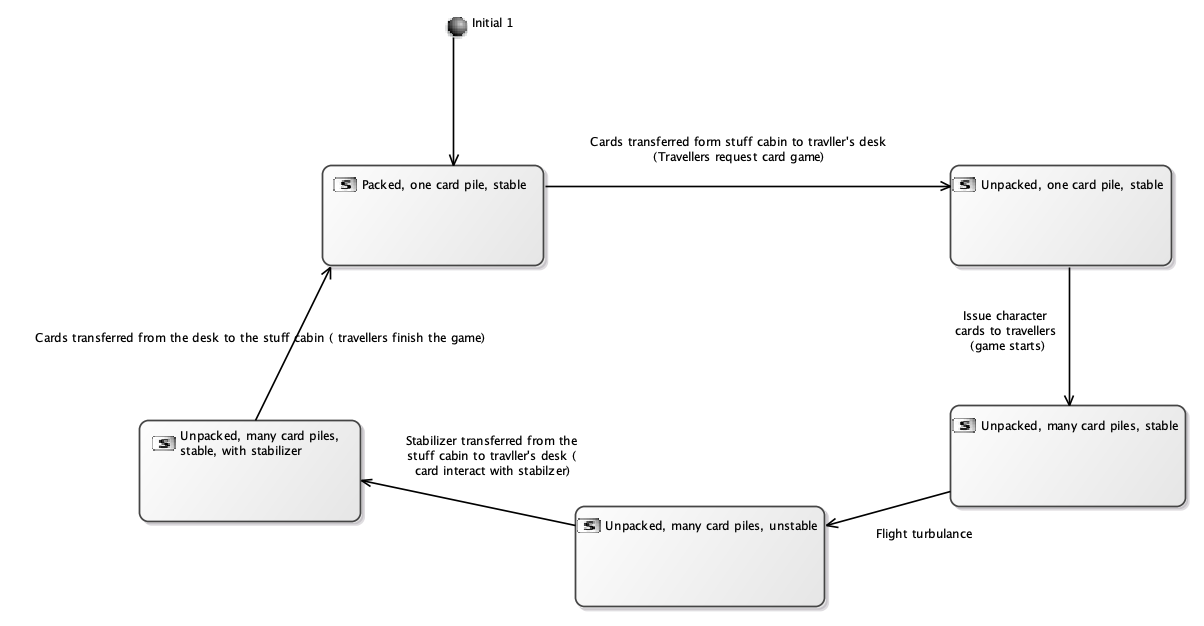 Initial 1
Cards transferred form stuff cabin to travller's desk
(Travellers request card game)
S Packed, one card pile, stable
S Unpacked, one card pile, stable
Issue character
cards to travellers
(game starts)
Cards transferred from the desk to the stuff cabin ( travellers finish the game)
S Unpacked, many card piles, stable
S Unpacked, many card piles,
stable, with stabilizer
Stabilizer transferred from the
stuff cabin to travller's desk (
card interact with stabilzer)
S Unpacked, many card piles, unstable
Flight turbulance